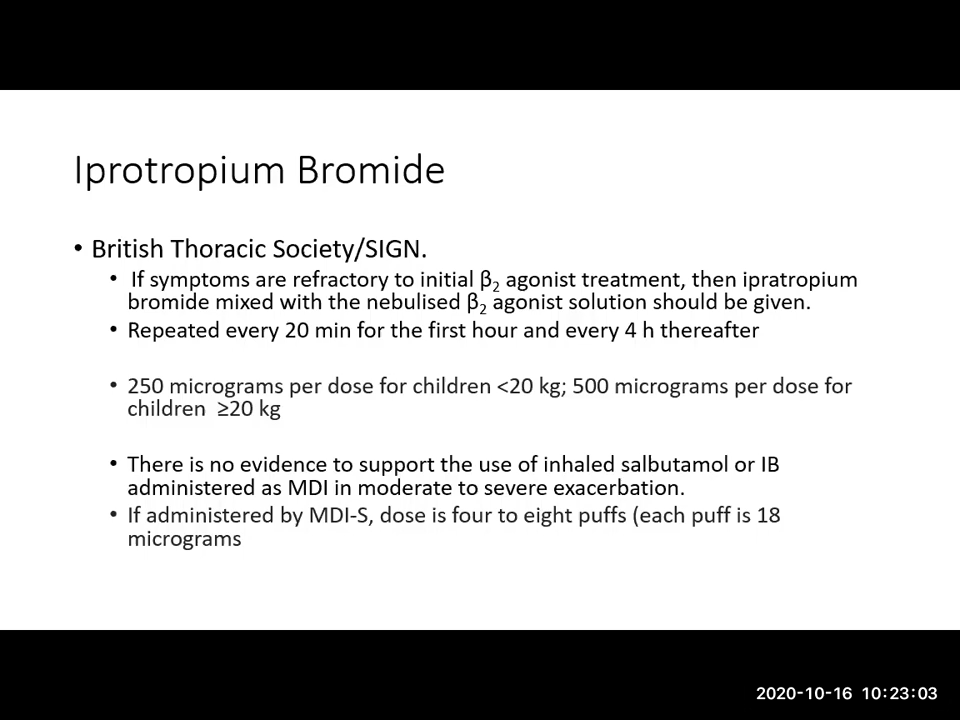 Iprotropium Bromide
• British Thoracic Society/SIGN.
• If symptoms are refractory to initial β₂ agonist treatment, then ipratropium
bromide mixed with the nebulised β₂ agonist solution should be given.
• Repeated every 20 min for the first hour and every 4 h thereafter
• 250 micrograms per dose for children <20 kg; 500 micrograms per dose for
children ≥20 kg
• There is no evidence to support the use of inhaled salbutamol or IB
administered as MDI in moderate to severe exacerbation.
• If administered by MDI-S, dose is four to eight puffs (each puff is 18
micrograms
2020-10-16 10:23:03